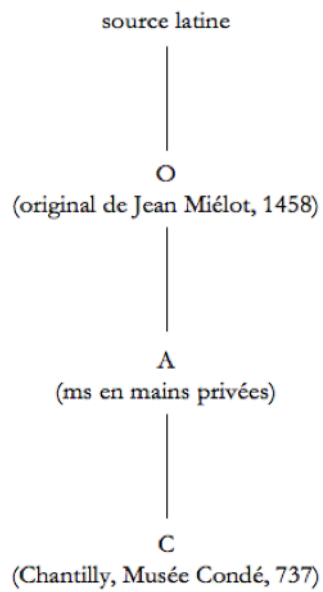 source latine
O
(original de Jean Miélot, 1458)
A
(ms en mains privées)
C
(Chantilly, Musée Condé, 737)